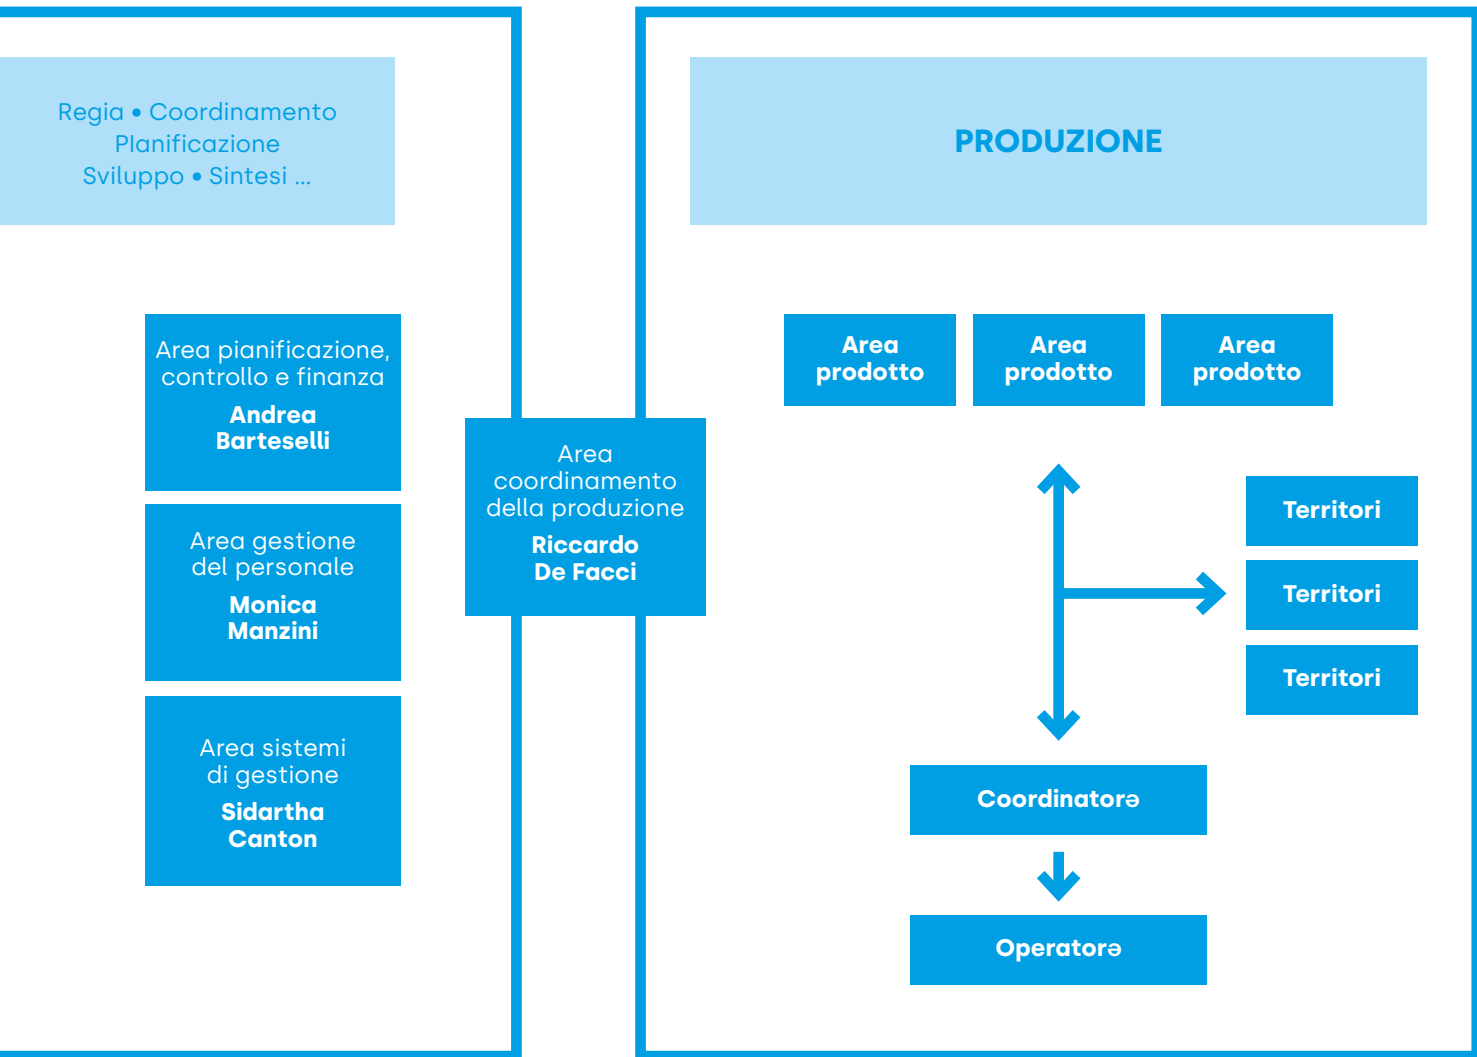 Regia • Coordinamento
Planificazione
Sviluppo • Sintesi ...
Area pianificazione,
controllo e finanza
Andrea
Barteselli
Area gestione
del personale
Monica
Manzini
Area sistemi
di gestione
Sidartha
Canton
Area
coordinamento
della produzione
Riccardo
De Facci
PRODUZIONE
Area
prodotto
Area
prodotto
Area
prodotto
Territori
Territori
Territori
Coordinatorə
Operatorə